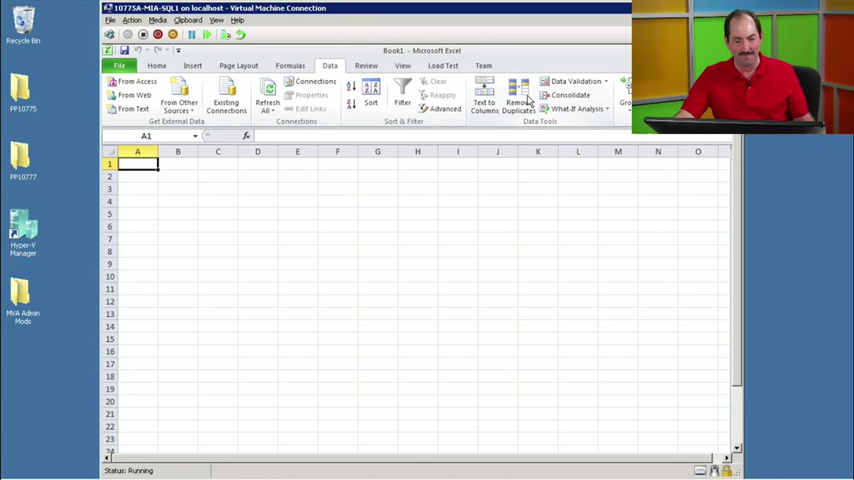 10775A-MIA-SQL1 on localhost - Virtual Machine Connection
File Action Media Clipboard View Help
Book1 - Microsoft Excel
File Home Insert Page Layout Formulas Data Review View Load Test Team
From Access
From Web
From Text
From Other Sources
Existing Connections
Get External Data
Refresh All
Connections
Properties
Edit Links
Connections
Sort
Filter
Clear
Reapply
Advanced
Sort & Filter
Text to Columns
Remove Duplicates
Data Validation
Consolidate
What-If Analysis
Data Tools
A1
fx
A B C D E F G H I J K L M N O
1
2
3
4
5
6
7
8
9
10
11
12
13
14
15
16
17
18
19
20
21
22
23
Status: Running
Recycle Bin
PP10775
PP10777
Hyper-V Manager
MVA Admin Mods